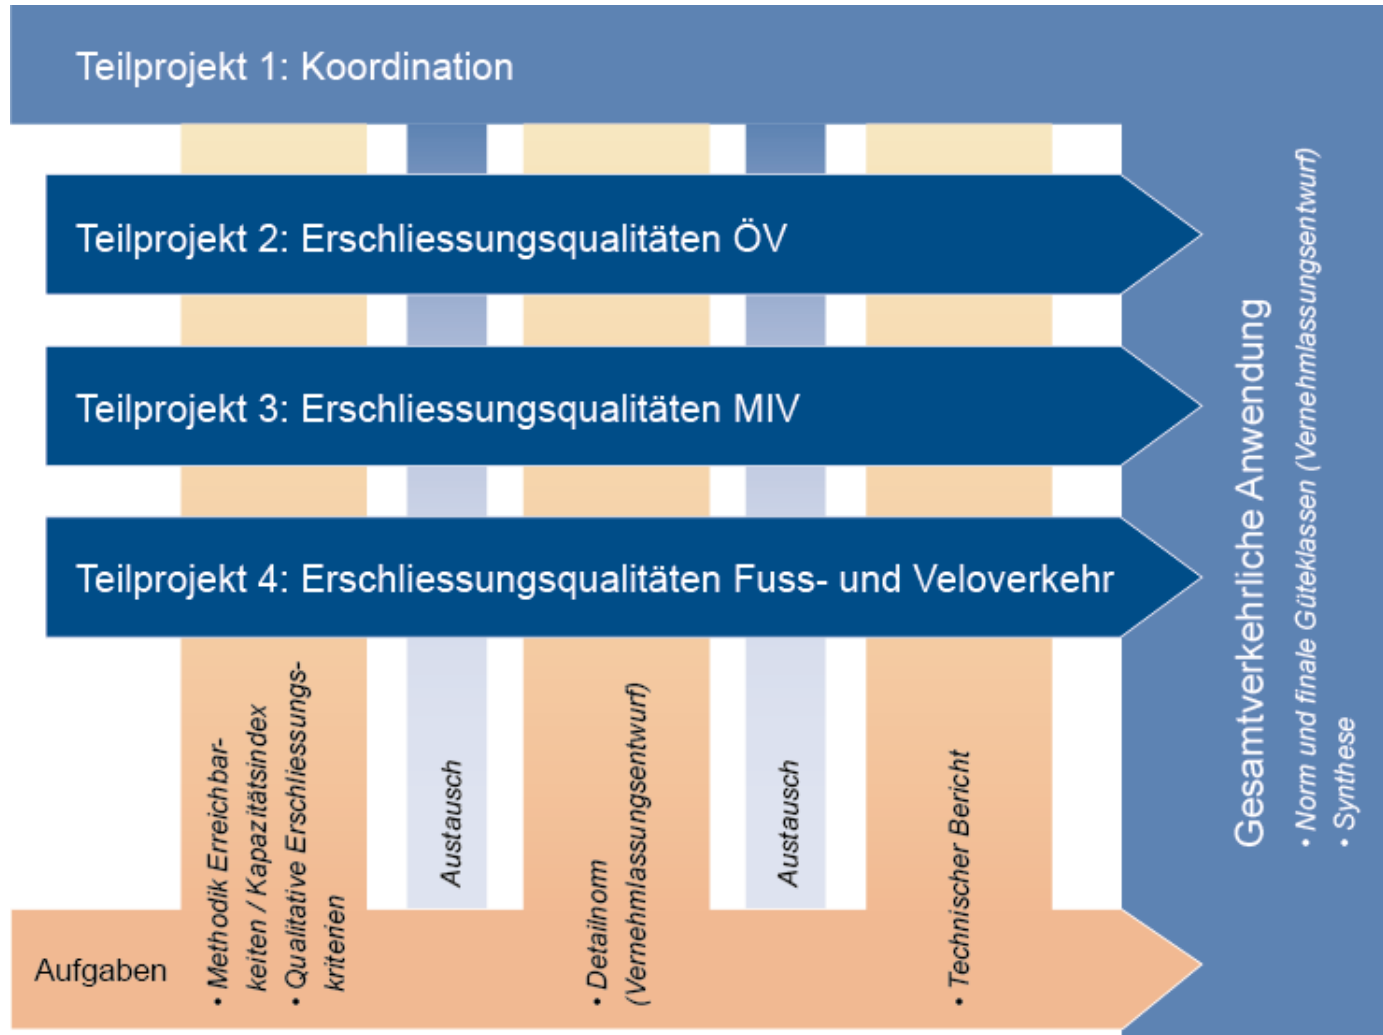 Teilprojekt 1: Koordination
Teilprojekt 2: Erschliessungsqualitäten ÖV
Teilprojekt 3: Erschliessungsqualitäten MIV
Teilprojekt 4: Erschliessungsqualitäten Fuss- und Veloverkehr
Aufgaben
• Methodik Erreichbar-
keiten / Kapazitätsindex
• Qualitative Erschliessungs-
kriterien
Austausch
• Detailnorm
(Vernehmlassungsentwurf)
Austausch
• Technischer Bericht
Gesamtverkehrliche Anwendung
• Norm und finale Güteklassen (Vernehmlassungsentwurf)
• Synthese